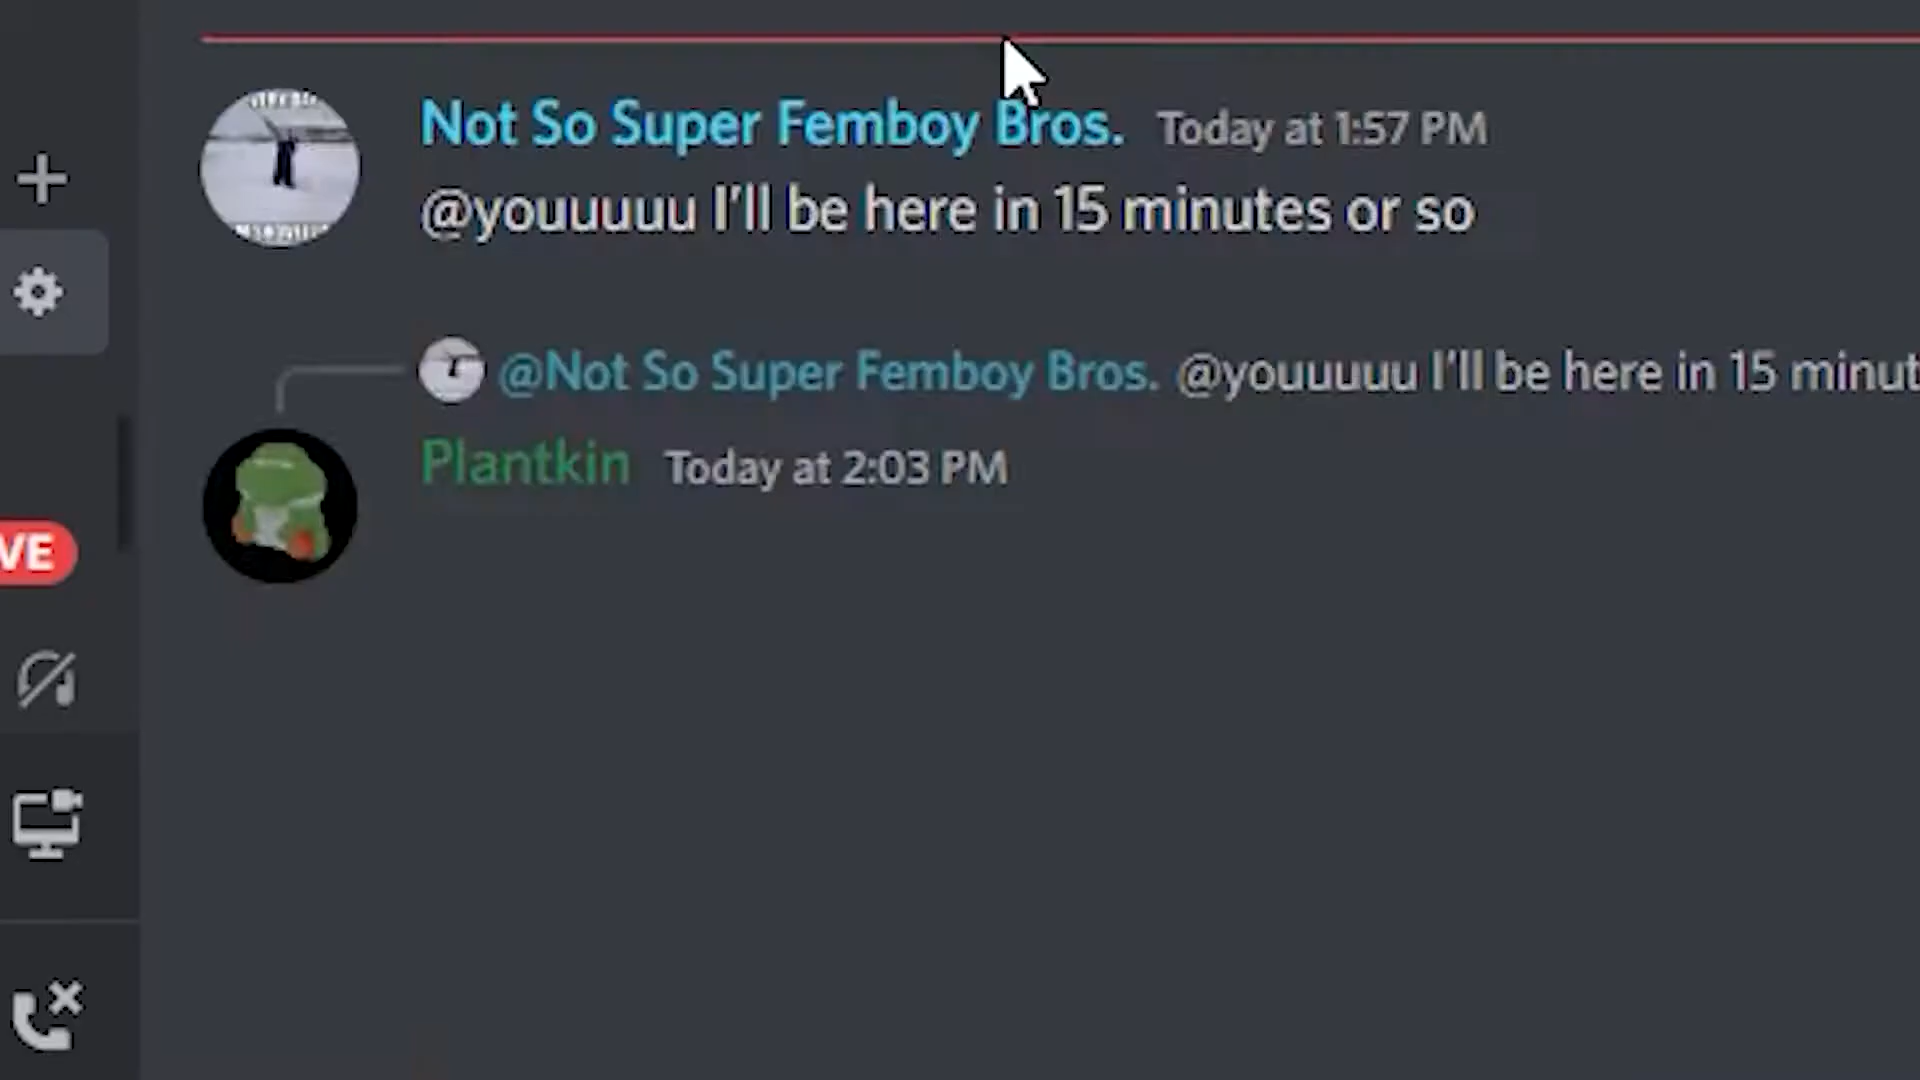 Not So Super Femboy Bros. Today at 1:57 PM
@youuuuu I'll be here in 15 minutes or so
@Not So Super Femboy Bros. @youuuuu I'll be here in 15 minut
Plantkin Today at 2:03 PM
VE